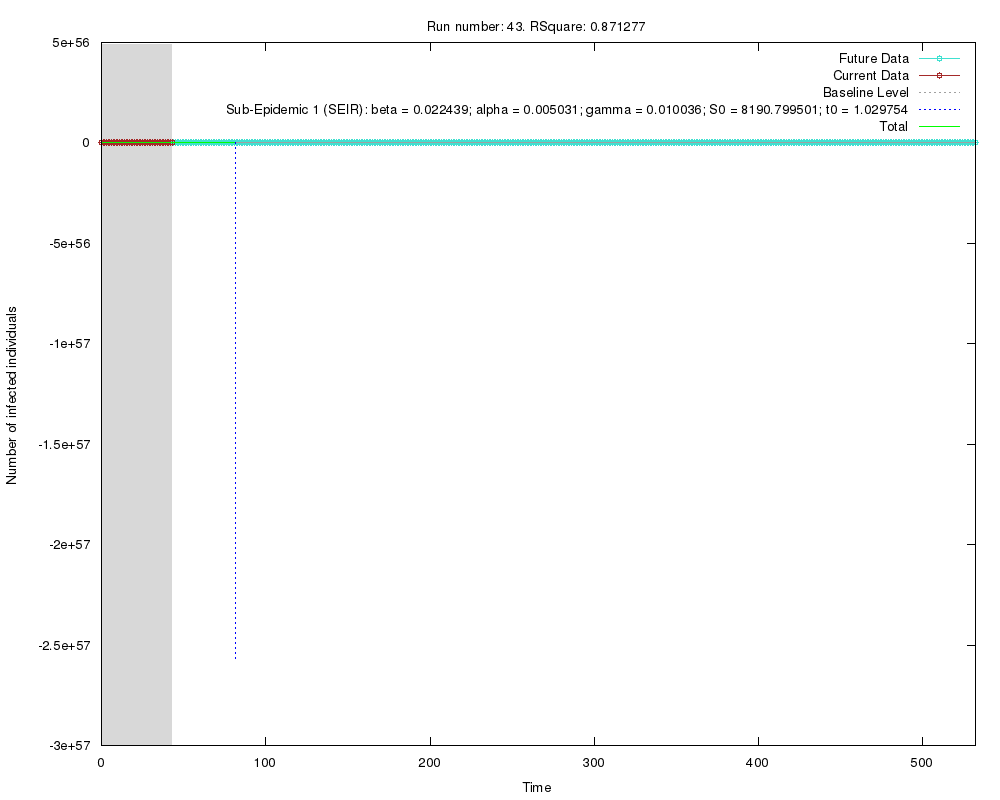 Run number: 43. RSquare: 0.871277
5e+56
0
-5e+56
-1e+57
-1.5e+57
-2e+57
-2.5e+57
-3e+57
Number of infected individuals
Future Data
Current Data
Baseline Level
Sub-Epidemic 1 (SEIR): beta = 0.022439; alpha = 0.005031; gamma = 0.010036; S0 = 8190.799501; t0 = 1.029754
Total
0 100 200 300 400 500
Time